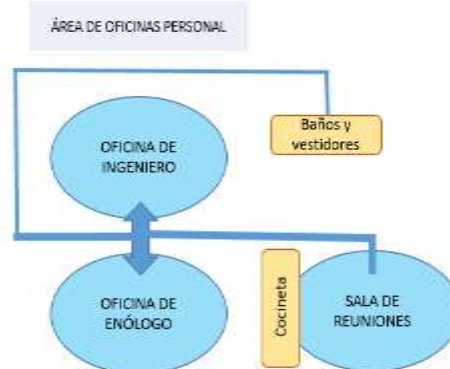 ÁREA DE OFICINAS PERSONAL
Baños y
vestidores
OFICINA DE
INGENIERO
OFICINA DE
ENÓLOGO
Cocineta
SALA DE
REUNIONES